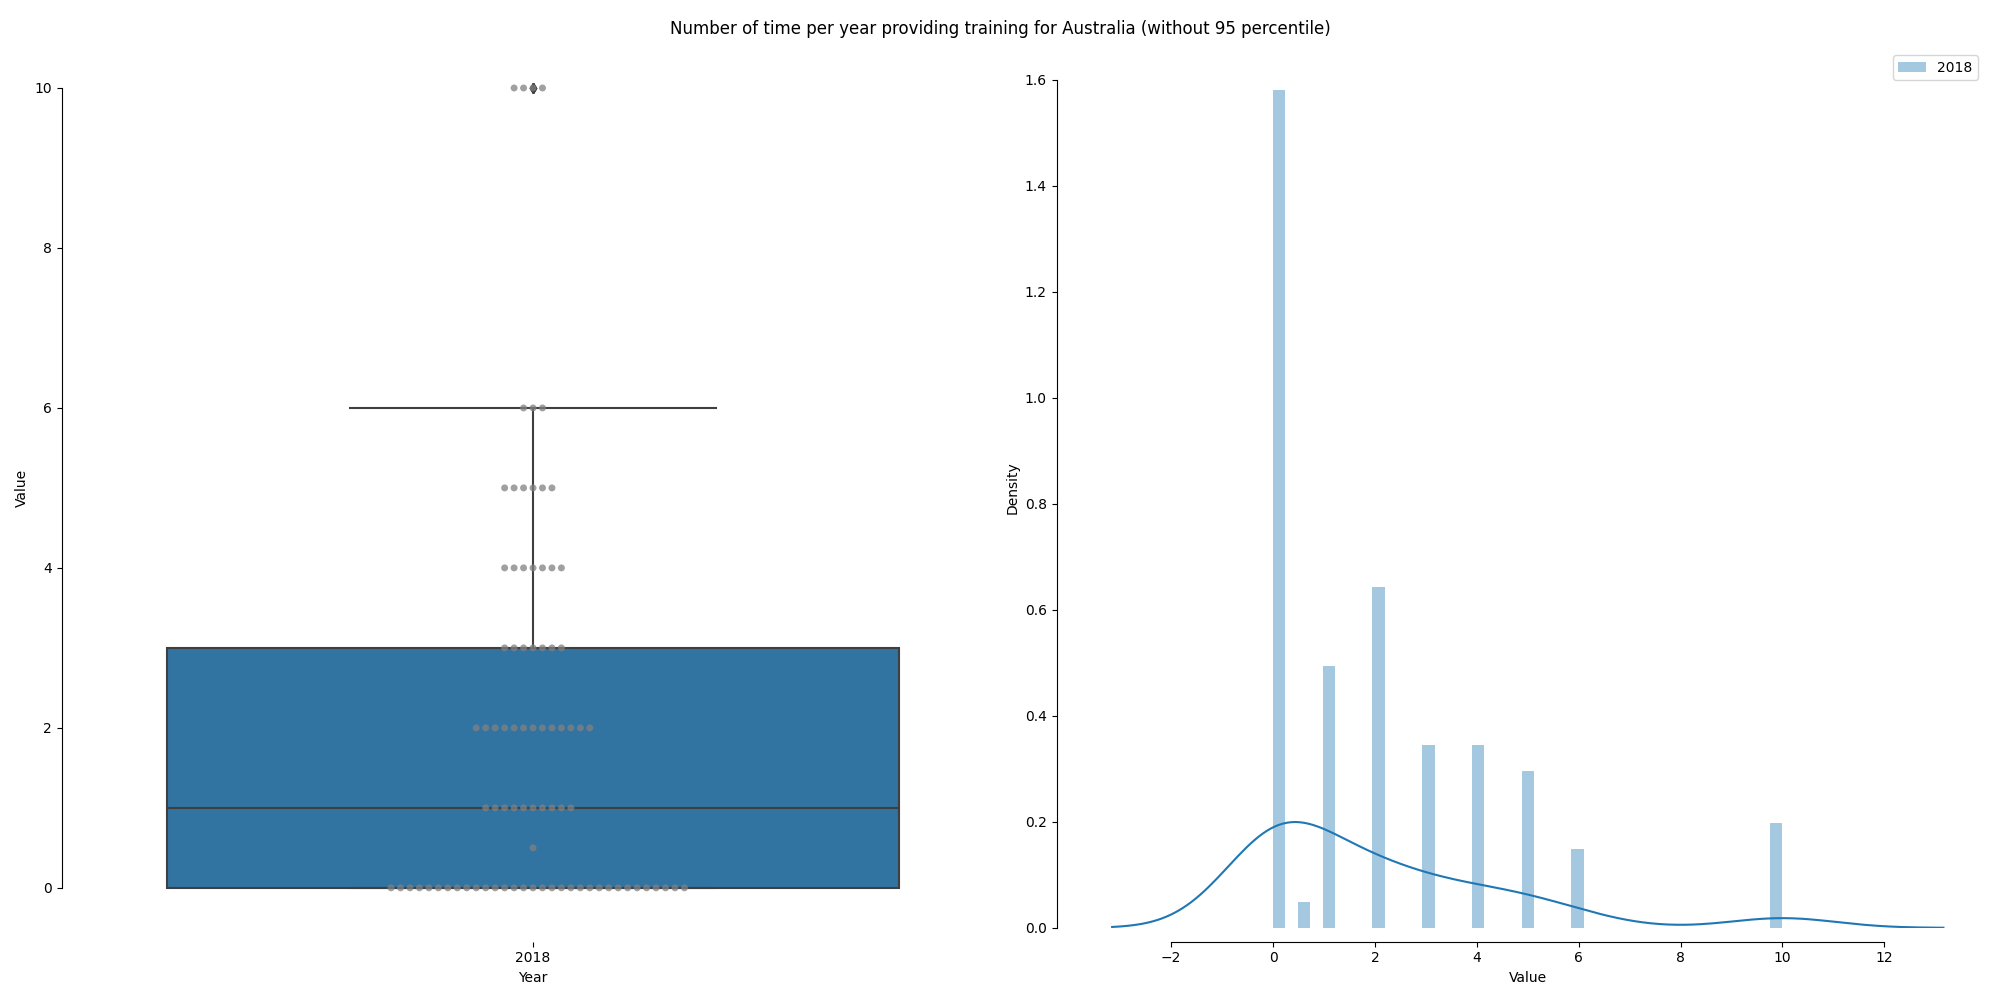 Number of time per year providing training for Australia (without 95 percentile)
2018
10
8
6
4
2
0
Value
2018
Year
1.6
1.4
1.2
1.0
0.8
0.6
0.4
0.2
0.0
Density
−2 0 2 4 6 8 10 12
Value